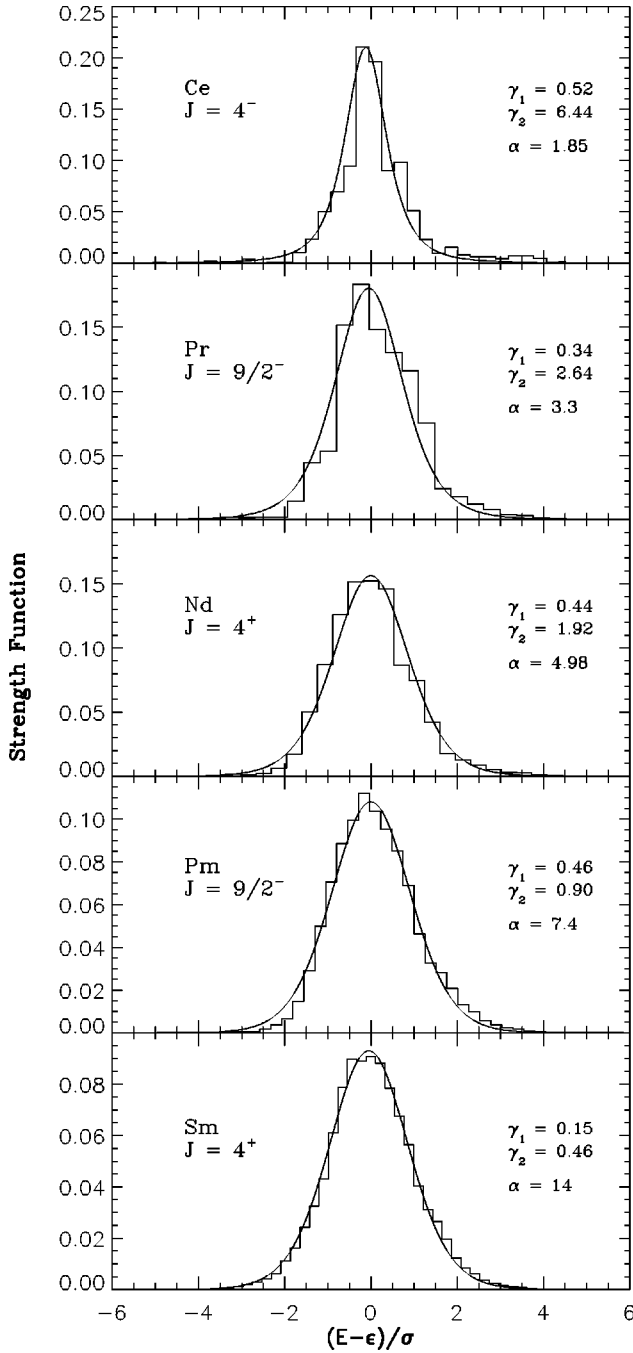 Strength Function
0.25
0.20
0.15
0.10
0.05
0.00
Ce
J = 4⁻
γ₁ = 0.52
γ₂ = 6.44
α = 1.85
0.15
0.10
0.05
0.00
Pr
J = 9/2⁻
γ₁ = 0.34
γ₂ = 2.64
α = 3.3
0.15
0.10
0.05
0.00
Nd
J = 4⁺
γ₁ = 0.44
γ₂ = 1.92
α = 4.98
0.10
0.08
0.06
0.04
0.02
0.00
Pm
J = 9/2⁻
γ₁ = 0.46
γ₂ = 0.90
α = 7.4
0.08
0.06
0.04
0.02
0.00
Sm
J = 4⁺
γ₁ = 0.15
γ₂ = 0.46
α = 14
−6 −4 −2 0 2 4 6
(E−ϵ)/σ